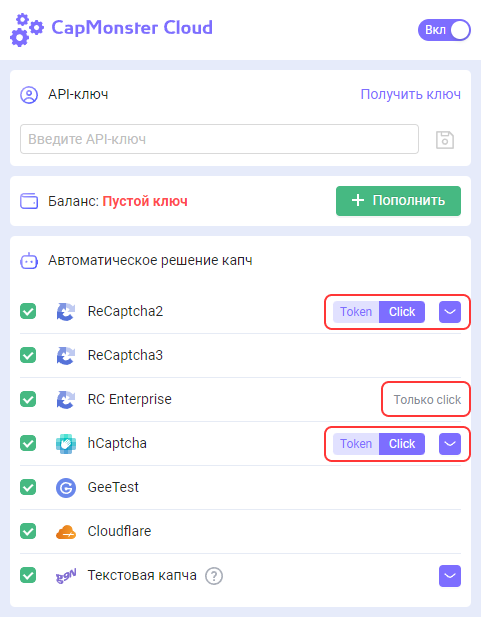 CapMonster Cloud
Вкл
API-ключ
Получить ключ
Введите API-ключ
Баланс: Пустой ключ
+ Пополнить
Автоматическое решение капч
ReCaptcha2
Token Click
ReCaptcha3
RC Enterprise
Только click
hCaptcha
Token Click
GeeTest
Cloudflare
Текстовая капча ?